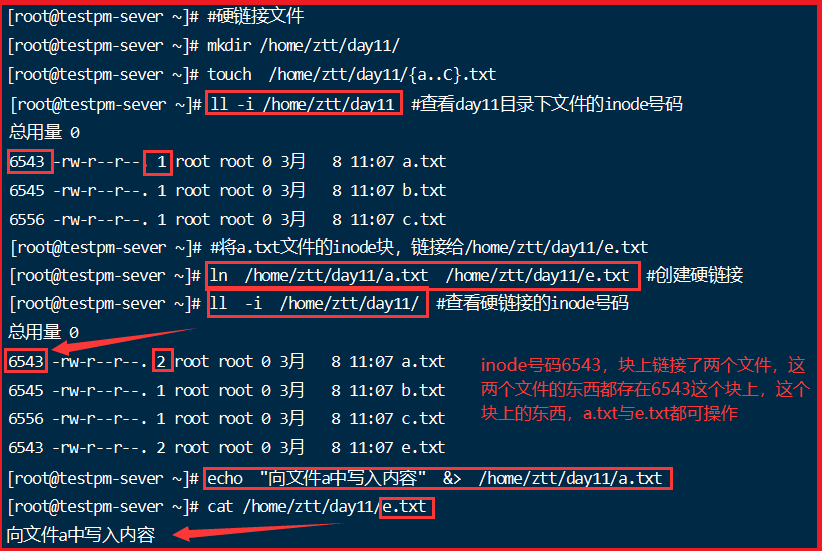 [root@testpm-sever ~]# #硬链接文件
[root@testpm-sever ~]# mkdir /home/ztt/day11/
[root@testpm-sever ~]# touch  /home/ztt/day11/{a..C}.txt
[root@testpm-sever ~]# ll -i /home/ztt/day11  #查看day11目录下文件的inode号码
总用量 0
6543 -rw-r--r--. 1 root root 0 3月   8 11:07 a.txt
6545 -rw-r--r--. 1 root root 0 3月   8 11:07 b.txt
6556 -rw-r--r--. 1 root root 0 3月   8 11:07 c.txt
[root@testpm-sever ~]# #将a.txt文件的inode块，链接给/home/ztt/day11/e.txt
[root@testpm-sever ~]# ln  /home/ztt/day11/a.txt  /home/ztt/day11/e.txt  #创建硬链接
[root@testpm-sever ~]# ll  -i  /home/ztt/day11/  #查看硬链接的inode号码
总用量 0
6543 -rw-r--r--. 2 root root 0 3月   8 11:07 a.txt
6545 -rw-r--r--. 1 root root 0 3月   8 11:07 b.txt
6556 -rw-r--r--. 1 root root 0 3月   8 11:07 c.txt
6543 -rw-r--r--. 2 root root 0 3月   8 11:07 e.txt
inode号码6543，块上链接了两个文件，这
两个文件的东西都存在6543这个块上，这个
块上的东西，a.txt与e.txt都可操作
[root@testpm-sever ~]# echo  "向文件a中写入内容"  &>  /home/ztt/day11/a.txt
[root@testpm-sever ~]# cat /home/ztt/day11/e.txt
向文件a中写入内容